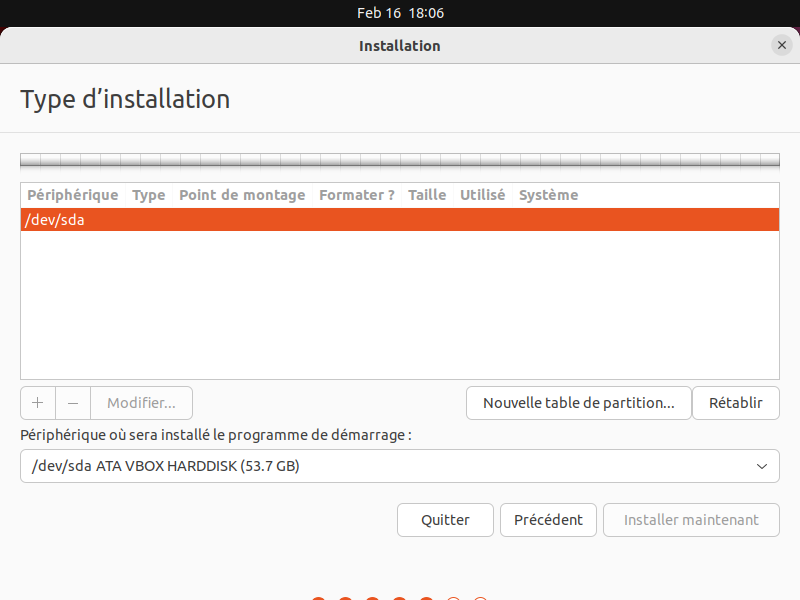 Feb 16 18:06
Installation
Type d’installation
Périphérique Type Point de montage Formater ? Taille Utilisé Système
/dev/sda
+ − Modifier... Nouvelle table de partition... Rétablir
Périphérique où sera installé le programme de démarrage :
/dev/sda ATA VBOX HARDDISK (53.7 GB)
Quitter Précédent Installer maintenant